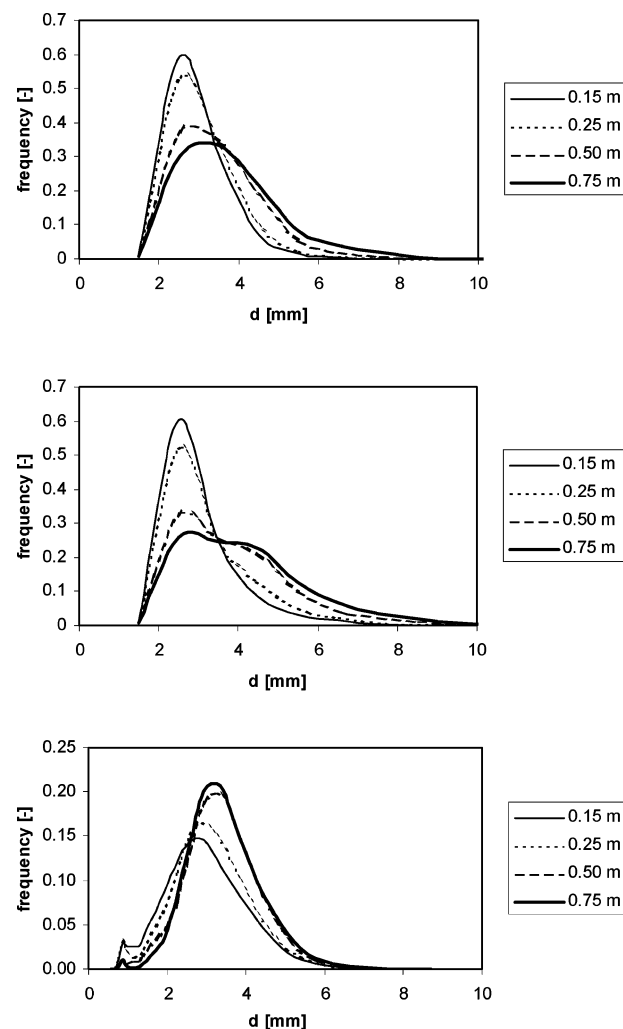 0.7
0.6
0.5
0.4
0.3
0.2
0.1
0
frequency [-]
0 2 4 6 8 10
d [mm]
0.15 m
0.25 m
0.50 m
0.75 m
0.7
0.6
0.5
0.4
0.3
0.2
0.1
0
frequency [-]
0 2 4 6 8 10
d [mm]
0.15 m
0.25 m
0.50 m
0.75 m
0.25
0.20
0.15
0.10
0.05
0.00
frequency [-]
0 2 4 6 8 10
d [mm]
0.15 m
0.25 m
0.50 m
0.75 m